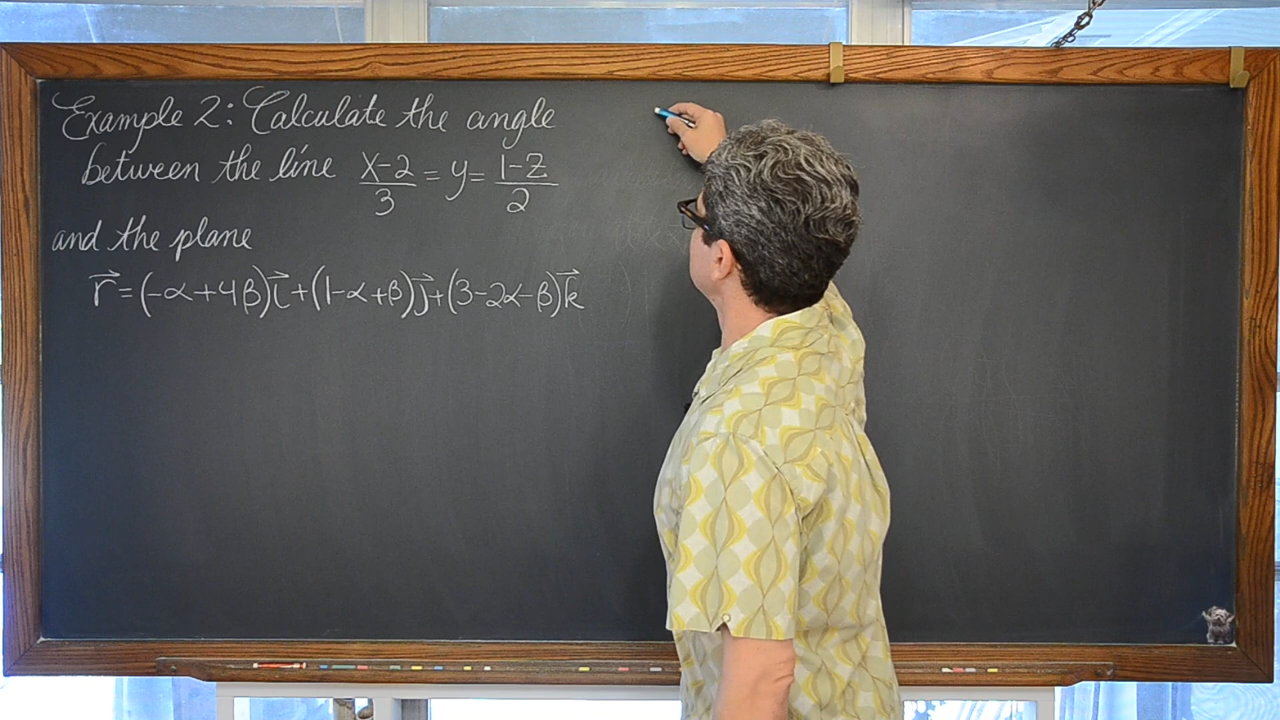 Example 2: Calculate the angle
between the line (x-2)/3 = y = (1-z)/2
and the plane
r⃗ = (-α+4β)i⃗ + (1-α+β)j⃗ + (3-2α-β)k⃗